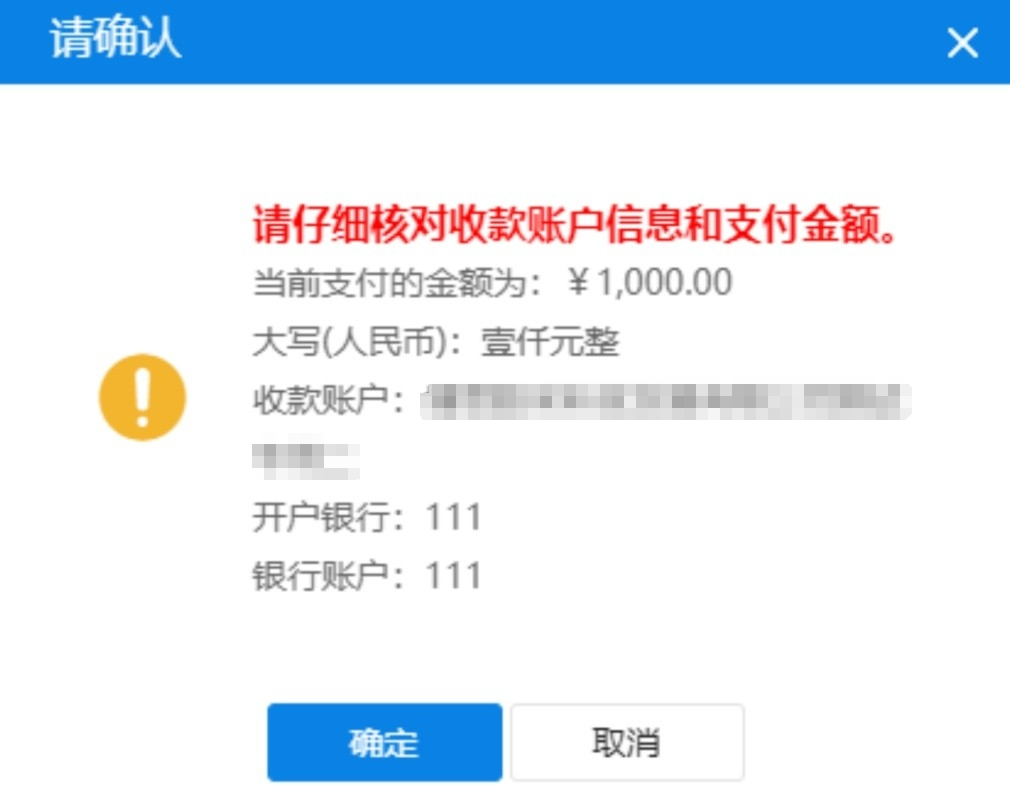 请确认
请仔细核对收款账户信息和支付金额。
当前支付的金额为：￥1,000.00
大写(人民币)：壹仟元整
收款账户：
开户银行：111
银行账户：111
确定 取消